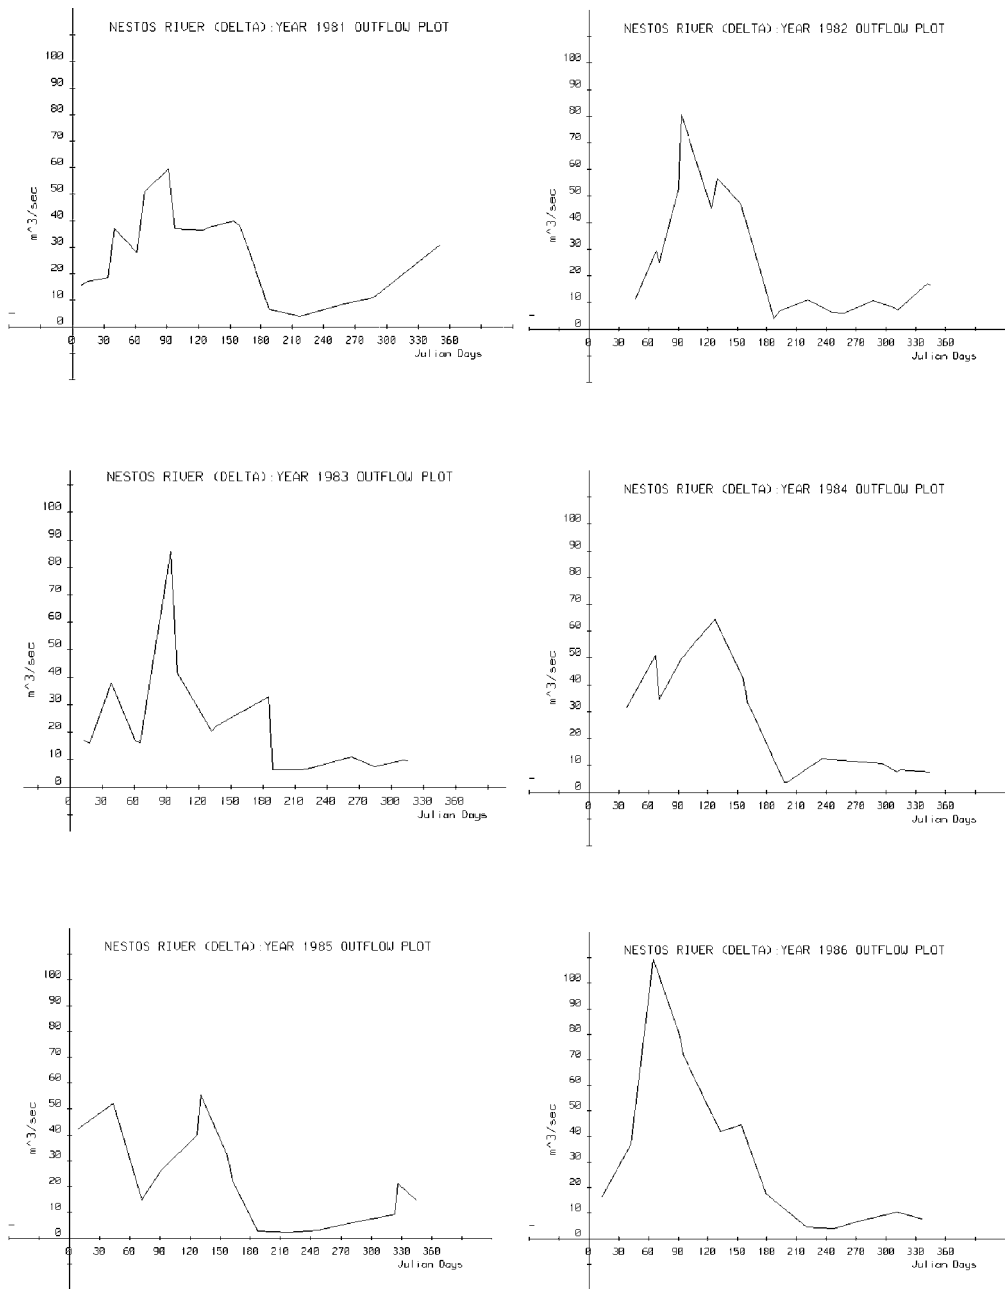 NESTOS RIVER (DELTA):YEAR 1981 OUTFLOW PLOT
100
90
80
70
60
50
40
30
20
10
0
m^3/sec
30 60 90 120 150 180 210 240 270 300 330 360
Julian Days
NESTOS RIVER (DELTA):YEAR 1982 OUTFLOW PLOT
100
90
80
70
60
50
40
30
20
10
0
m^3/sec
0 30 60 90 120 150 180 210 240 270 300 330 360
Julian Days
NESTOS RIVER (DELTA):YEAR 1983 OUTFLOW PLOT
100
90
80
70
60
50
40
30
20
10
0
m^3/sec
0 30 60 90 120 150 180 210 240 270 300 330 360
Julian Days
NESTOS RIVER (DELTA):YEAR 1984 OUTFLOW PLOT
100
90
80
70
60
50
40
30
20
10
0
m^3/sec
0 30 60 90 120 150 180 210 240 270 300 330 360
Julian Days
NESTOS RIVER (DELTA):YEAR 1985 OUTFLOW PLOT
100
90
80
70
60
50
40
30
20
10
0
m^3/sec
0 30 60 90 120 150 180 210 240 270 300 330 360
Julian Days
NESTOS RIVER (DELTA):YEAR 1986 OUTFLOW PLOT
100
90
80
70
60
50
40
30
20
10
0
m^3/sec
0 30 60 90 120 150 180 210 240 270 300 330 360
Julian Days